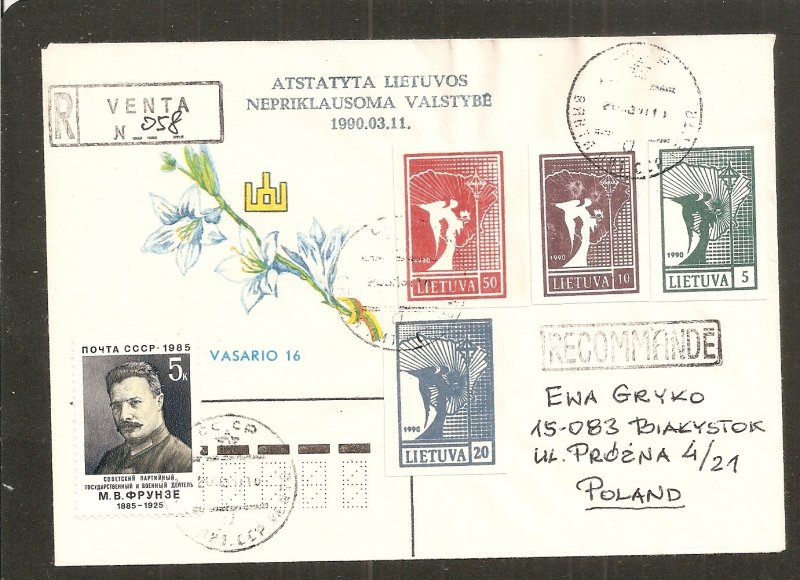 ATSTATYTA LIETUVOS
NEPRIKLAUSOMA VALSTYBĖ
1990.03.11.
R VENTA
N 058
VASARIO 16
1990
LIETUVA 50
1990
LIETUVA 10
1990
LIETUVA 5
1990
LIETUVA 20
RECOMMANDÉ
ПОЧТА СССР • 1985
5к
СОВЕТСКИЙ ПАРТИЙНЫЙ,
ГОСУДАРСТВЕННЫЙ И ВОЕННЫЙ ДЕЯТЕЛЬ
М.В.ФРУНЗЕ
1885–1925
EWA GRYKO
15-083 BIAŁYSTOK
UL. PRÓŻNA 4/21
POLAND